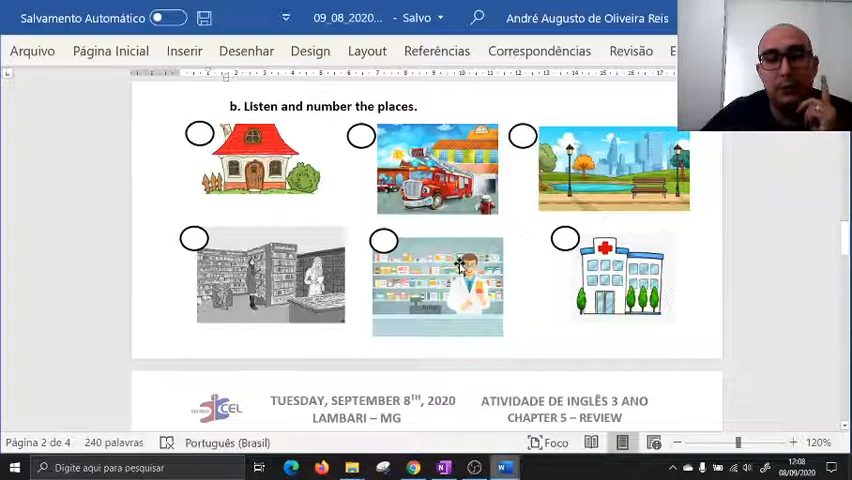 Salvamento Automático
09_08_2020... - Salvo
André Augusto de Oliveira Reis
Arquivo Página Inicial Inserir Desenhar Design Layout Referências Correspondências Revisão E
b. Listen and number the places.
CEL
TUESDAY, SEPTEMBER 8TH, 2020
ATIVIDADE DE INGLÊS 3 ANO
LAMBARI – MG
CHAPTER 5 – REVIEW
Página 2 de 4 240 palavras Português (Brasil) Foco 120%
Digite aqui para pesquisar
12:08
08/09/2020